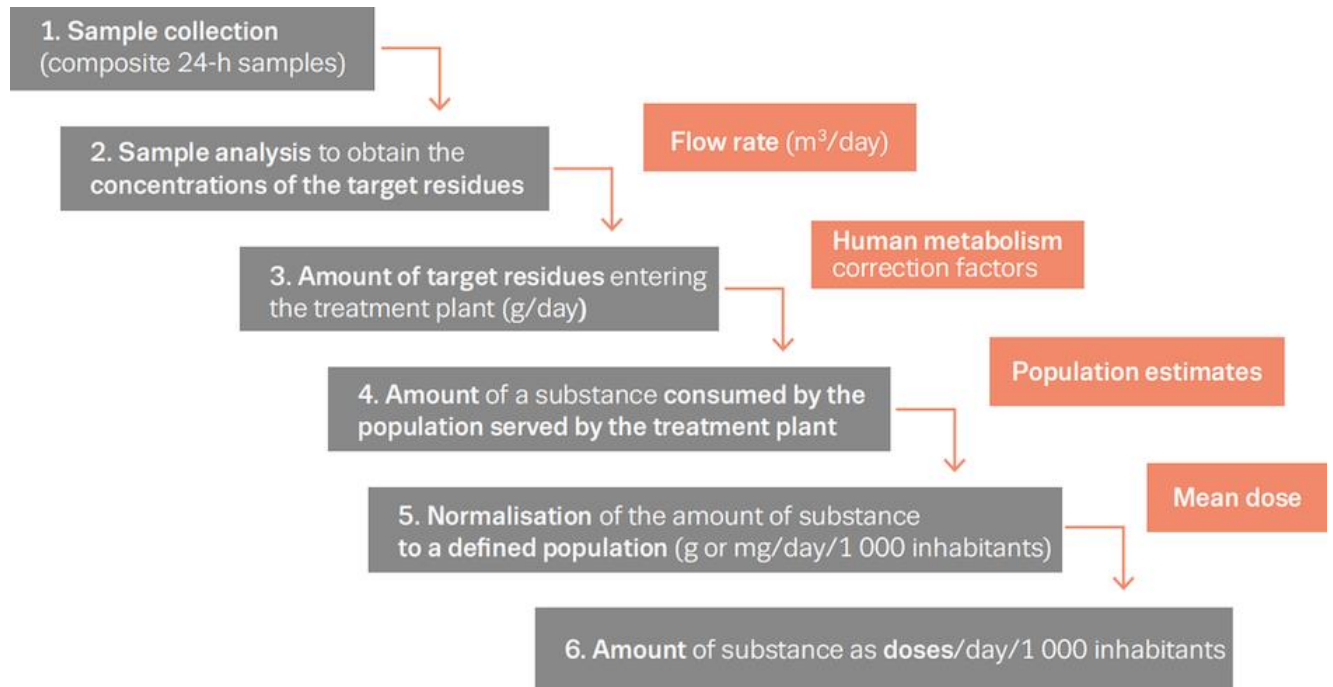 1. Sample collection
(composite 24-h samples)
2. Sample analysis to obtain the
concentrations of the target residues
Flow rate (m³/day)
3. Amount of target residues entering
the treatment plant (g/day)
Human metabolism
correction factors
4. Amount of a substance consumed by the
population served by the treatment plant
Population estimates
5. Normalisation of the amount of substance
to a defined population (g or mg/day/1 000 inhabitants)
Mean dose
6. Amount of substance as doses/day/1 000 inhabitants